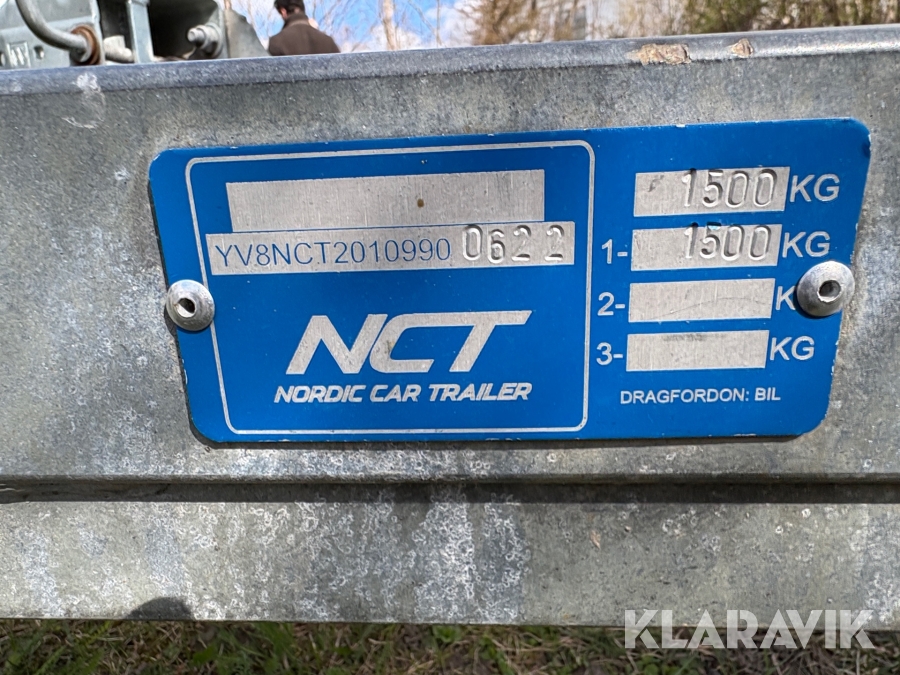 YV8NCT2010990 0622
NCT
NORDIC CAR TRAILER
1500 KG
1- 1500 KG
2- K
3- KG
DRAGFORDON: BIL
KLARAVIK